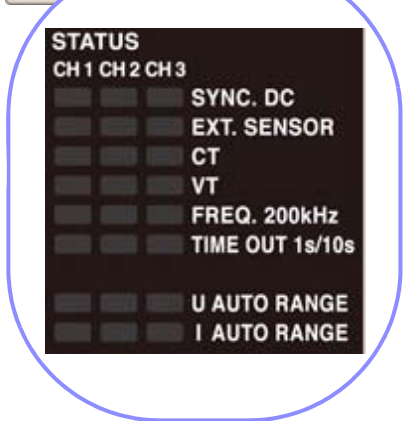 STATUS
CH 1 CH 2 CH 3
SYNC. DC
EXT. SENSOR
CT
VT
FREQ. 200kHz
TIME OUT 1s/10s
U AUTO RANGE
I AUTO RANGE